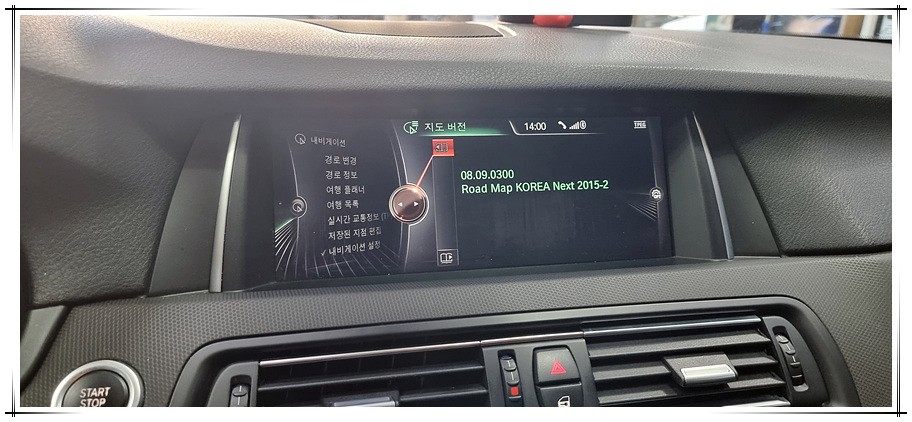 지도 버전
14:00
TPEG
내비게이션
경로 변경
경로 정보
여행 플래너
여행 목록
실시간 교통정보 (T
저장된 지점 편집
✓ 내비게이션 설정
08.09.0300
Road Map KOREA Next 2015-2
START
STOP